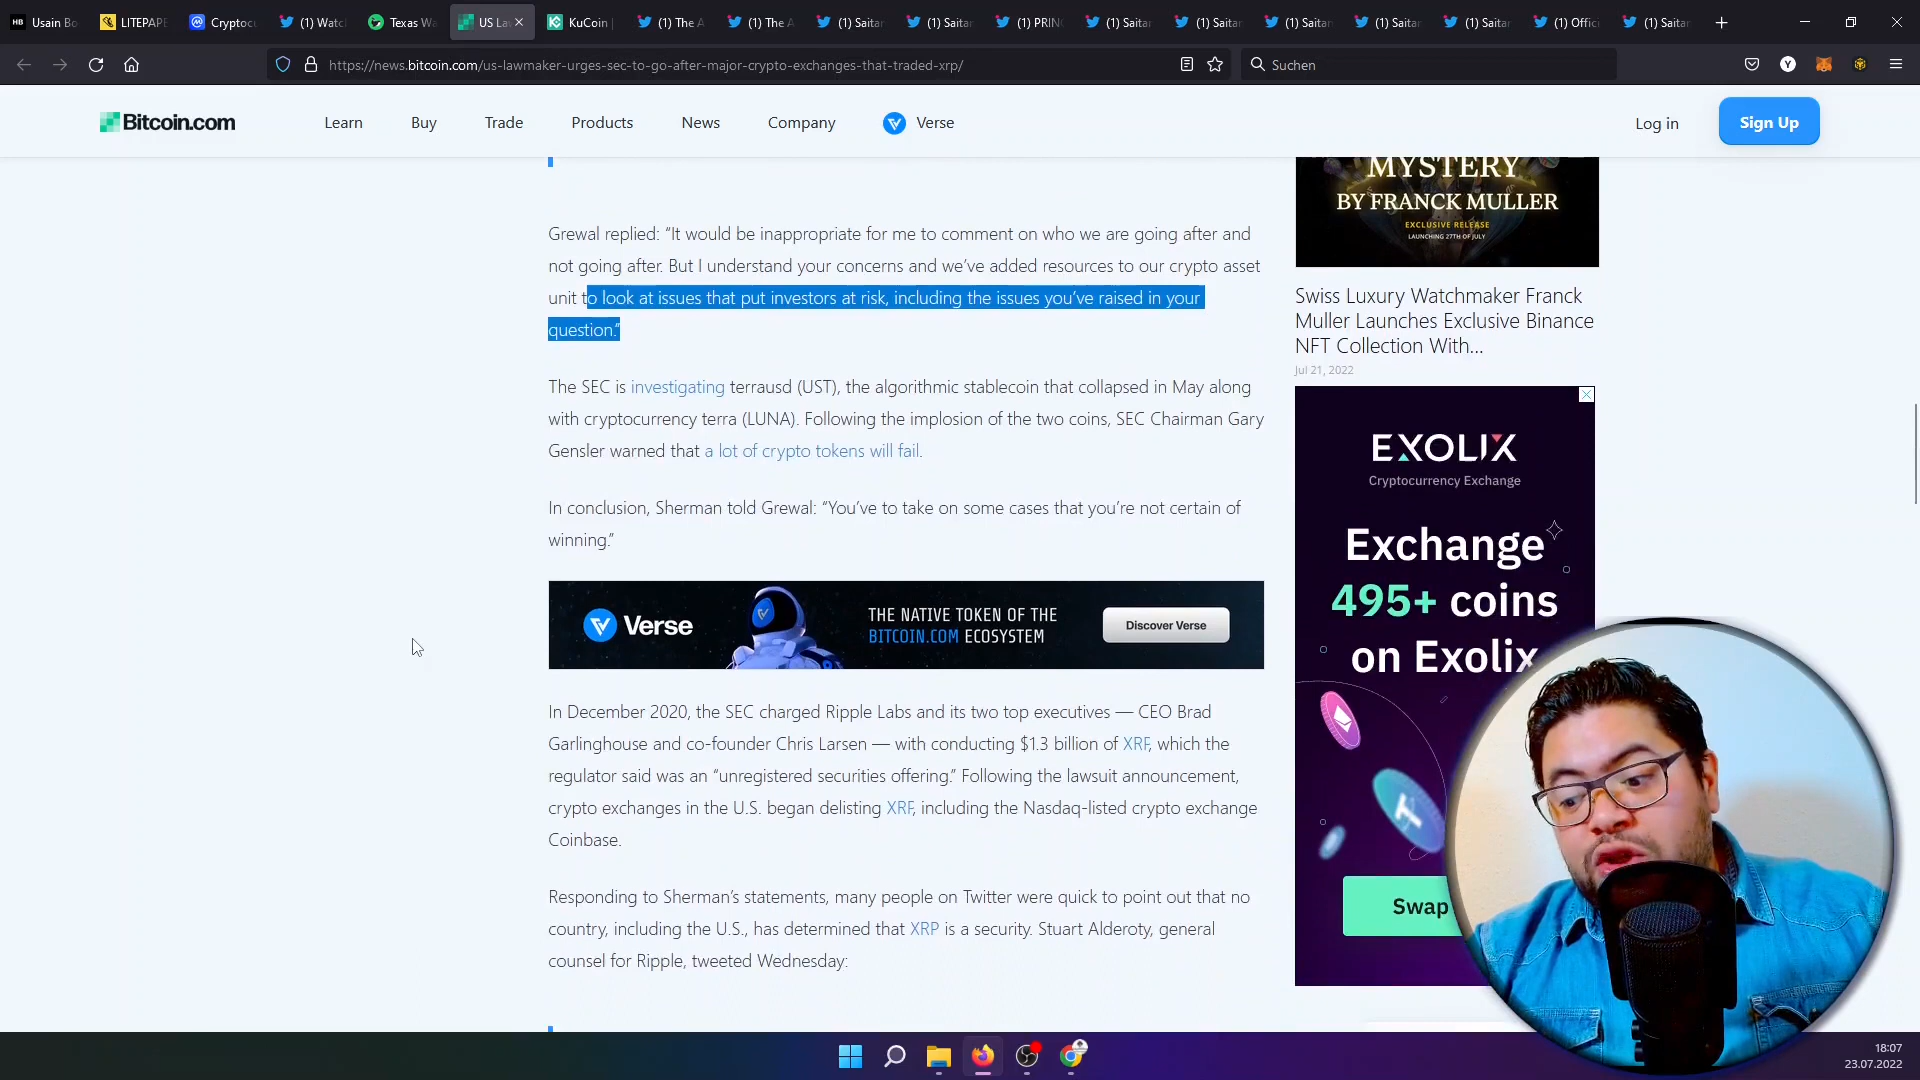 Usain Bo
LITEPAPE
Cryptocu
(1) Watc
Texas Wa
US La
KuCoin |
(1) The A
(1) The A
(1) Saitan
(1) Saitan
(1) PRIN
(1) Saitar
(1) Saitar
(1) Saitan
(1) Saitar
(1) Saitar
(1) Offic
(1) Saitan
https://news.bitcoin.com/us-lawmaker-urges-sec-to-go-after-major-crypto-exchanges-that-traded-xrp/
Suchen
Bitcoin.com
Learn
Buy
Trade
Products
News
Company
Verse
Log in
Sign Up
Grewal replied: “It would be inappropriate for me to comment on who we are going after and
not going after. But I understand your concerns and we’ve added resources to our crypto asset
unit to look at issues that put investors at risk, including the issues you’ve raised in your
question.”
The SEC is investigating terrausd (UST), the algorithmic stablecoin that collapsed in May along
with cryptocurrency terra (LUNA). Following the implosion of the two coins, SEC Chairman Gary
Gensler warned that a lot of crypto tokens will fail.
In conclusion, Sherman told Grewal: “You’ve to take on some cases that you’re not certain of
winning.”
Verse
THE NATIVE TOKEN OF THE
BITCOIN.COM ECOSYSTEM
Discover Verse
In December 2020, the SEC charged Ripple Labs and its two top executives — CEO Brad
Garlinghouse and co-founder Chris Larsen — with conducting $1.3 billion of XRP, which the
regulator said was an “unregistered securities offering.” Following the lawsuit announcement,
crypto exchanges in the U.S. began delisting XRP, including the Nasdaq-listed crypto exchange
Coinbase.
Responding to Sherman’s statements, many people on Twitter were quick to point out that no
country, including the U.S., has determined that XRP is a security. Stuart Alderoty, general
counsel for Ripple, tweeted Wednesday:
MYSTERY
BY FRANCK MULLER
EXCLUSIVE RELEASE
LAUNCHING 27TH OF JULY
Swiss Luxury Watchmaker Franck
Muller Launches Exclusive Binance
NFT Collection With...
Jul 21, 2022
EXOLIX
Cryptocurrency Exchange
Exchange
495+ coins
on Exolix
Swap
18:07
23.07.2022